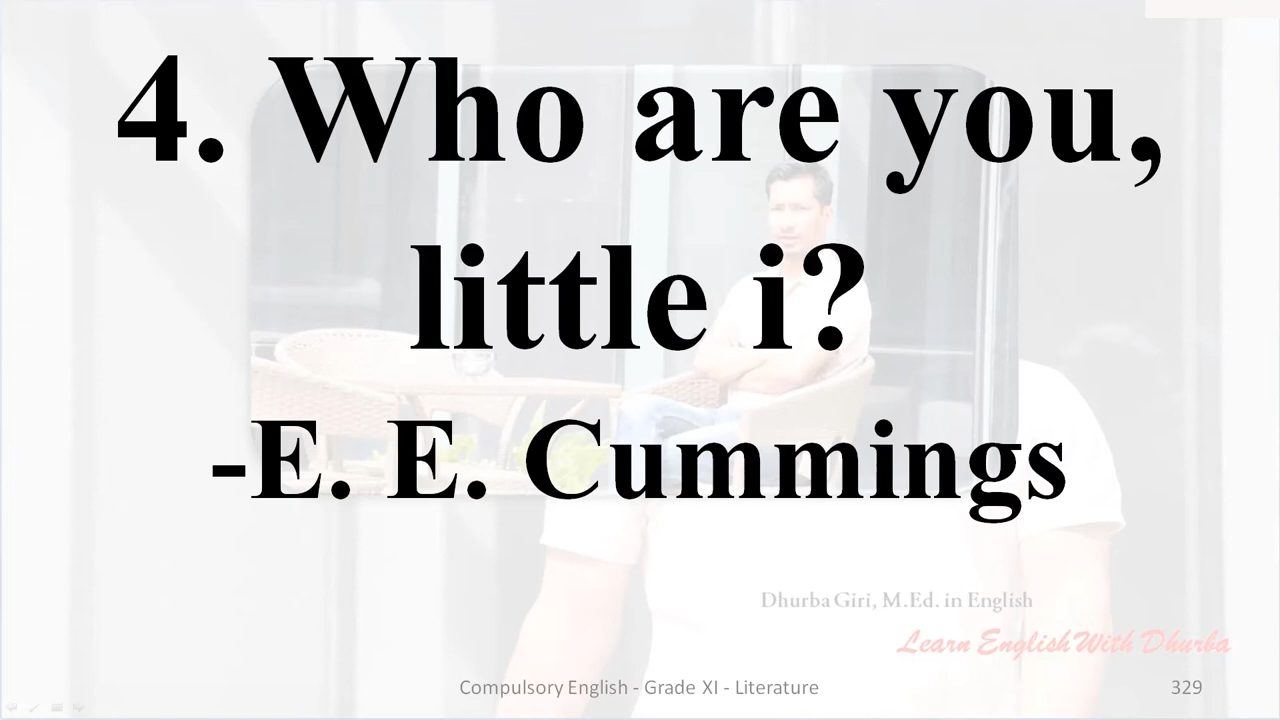 4. Who are you,
little i?
-E. E. Cummings
Dhurba Giri, M.Ed. in English
Learn English With Dhurba
Compulsory English - Grade XI - Literature
329